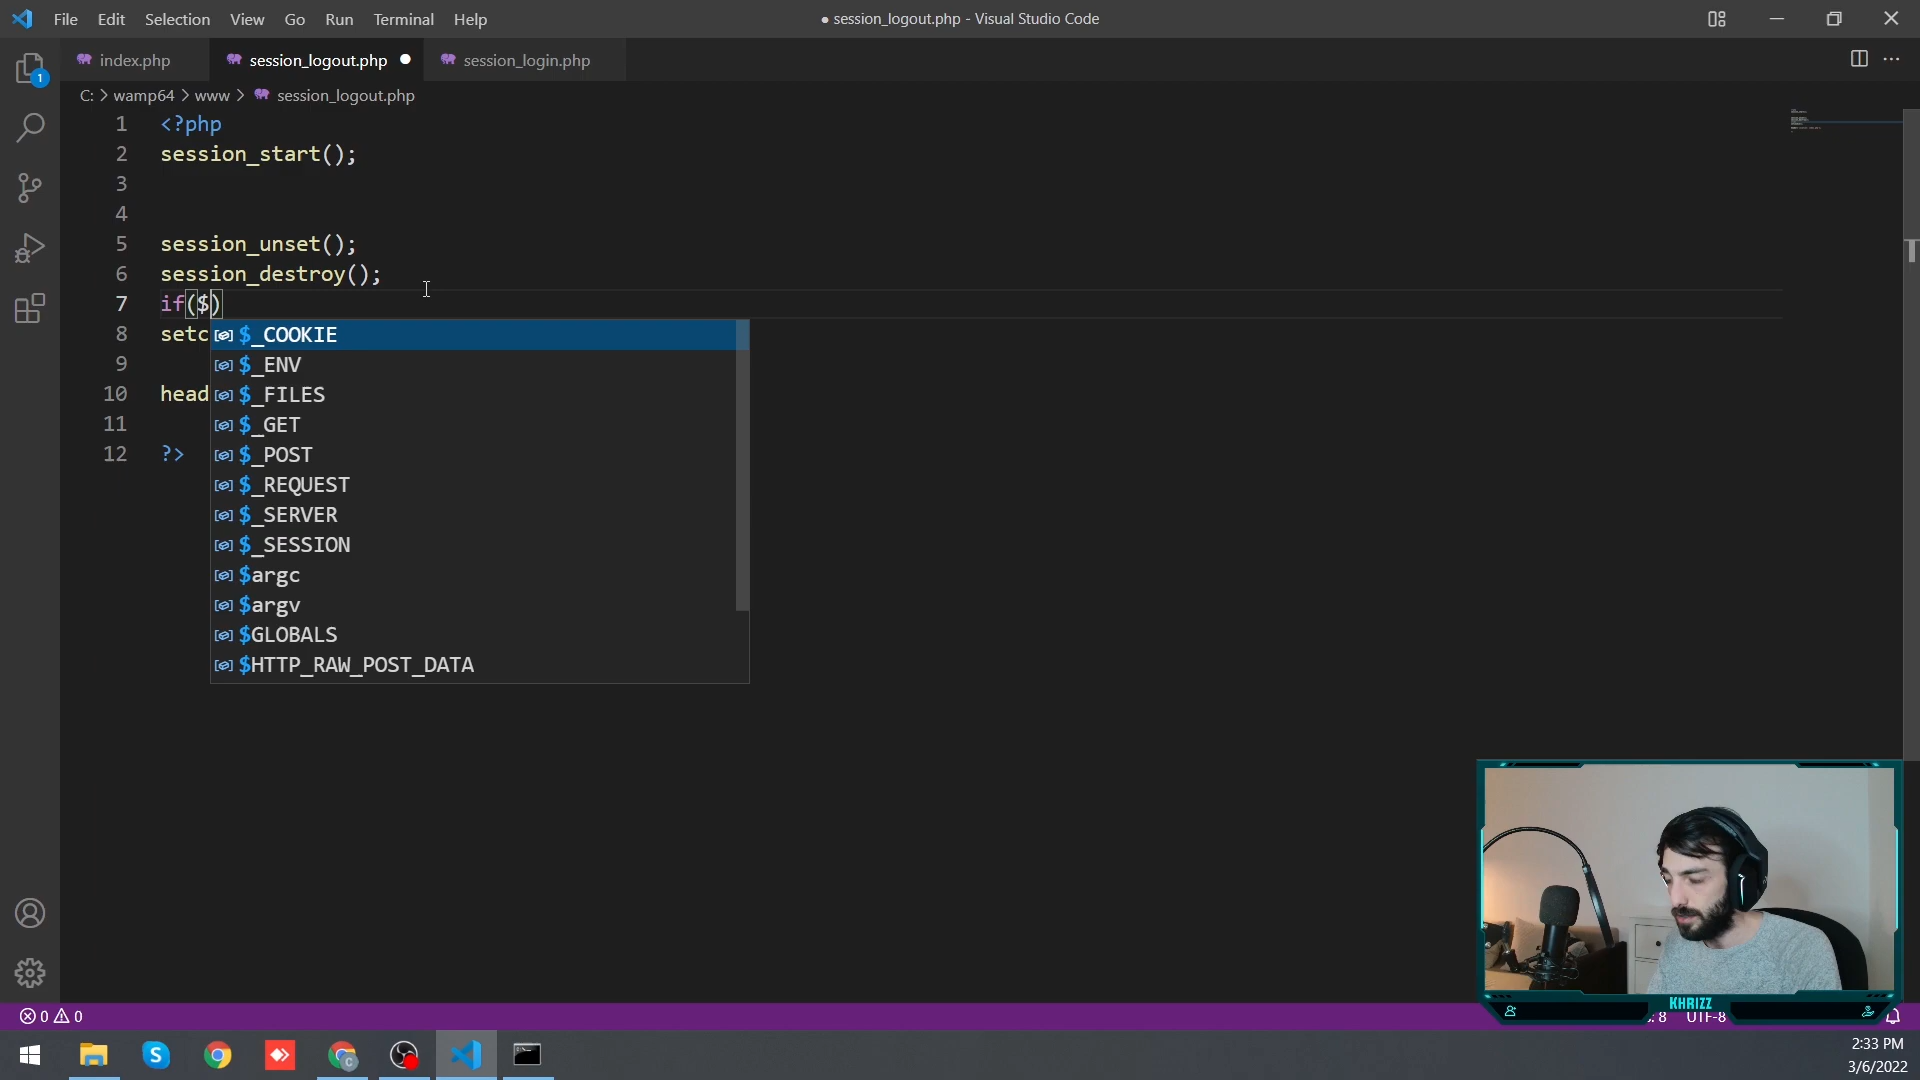 File Edit Selection View Go Run Terminal Help
● session_logout.php - Visual Studio Code
index.php session_logout.php ● session_login.php
C: > wamp64 > www > session_logout.php
1 <?php
2 session_start();
3
4
5 session_unset();
6 session_destroy();
7 if($)
8 setc
9
10 head
11
12 ?>
$_COOKIE
$_ENV
$_FILES
$_GET
$_POST
$_REQUEST
$_SERVER
$_SESSION
$argc
$argv
$GLOBALS
$HTTP_RAW_POST_DATA
1
KHRIZZ
0 0
: 8 UTF-8
2:33 PM
3/6/2022